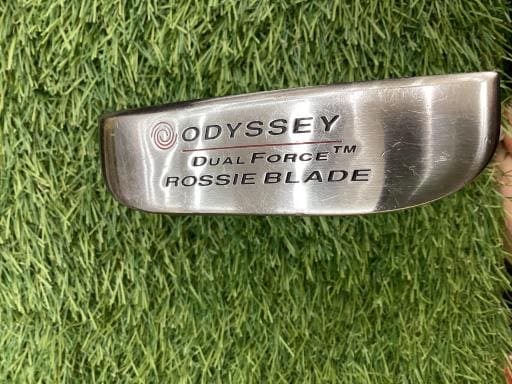 ODYSSEY
DUAL FORCE™
ROSSIE BLADE